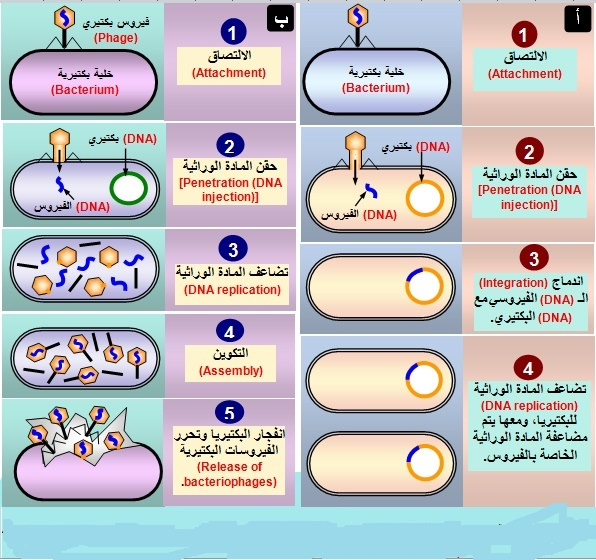 أ
1
الالتصاق
(Attachment)
خلية بكتيرية
(Bacterium)
2
حقن المادة الوراثية
[Penetration (DNA
injection)]
(DNA) بكتيري
(DNA) الفيروس
3
اندماج (Integration)
الـ (DNA) الفيروسي مع
(DNA) البكتيري.
4
تضاعف المادة الوراثية
(DNA replication)
للبكتيريا، ومعها يتم
مضاعفة المادة الوراثية
الخاصة بالفيروس.
ب
1
الالتصاق
(Attachment)
فيروس بكتيري
(Phage)
خلية بكتيرية
(Bacterium)
2
حقن المادة الوراثية
[Penetration (DNA
injection)]
(DNA) بكتيري
(DNA) الفيروس
3
تضاعف المادة الوراثية
(DNA replication)
4
التكوين
(Assembly)
5
انفجار البكتيريا وتحرر
الفيروسات البكتيرية
(Release of
bacteriophages.